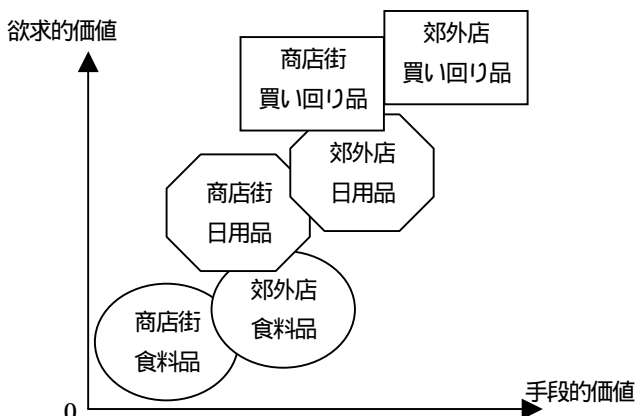 欲求的価値
商店街
買い回り品
郊外店
買い回り品
商店街
日用品
郊外店
日用品
商店街
食料品
郊外店
食料品
0
手段的価値